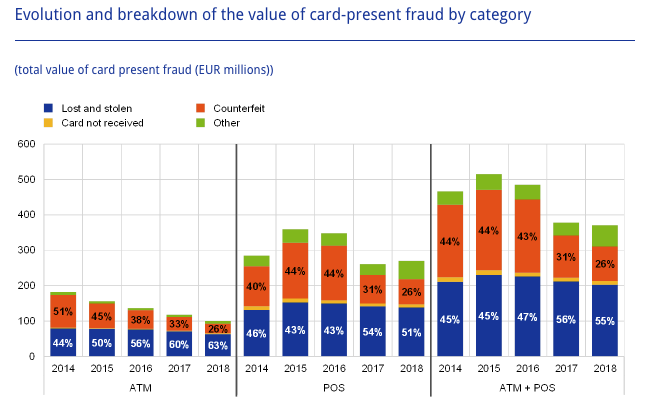 Evolution and breakdown of the value of card-present fraud by category
(total value of card present fraud (EUR millions))
Lost and stolen Counterfeit
Card not received Other
600
500
400
300
200
100
0
51% 45% 38% 33% 26%
44% 50% 56% 60% 63%
40% 44% 44% 31% 26%
46% 43% 43% 54% 51%
44% 44% 43% 31% 26%
45% 45% 47% 56% 55%
2014 2015 2016 2017 2018 2014 2015 2016 2017 2018 2014 2015 2016 2017 2018
ATM POS ATM + POS